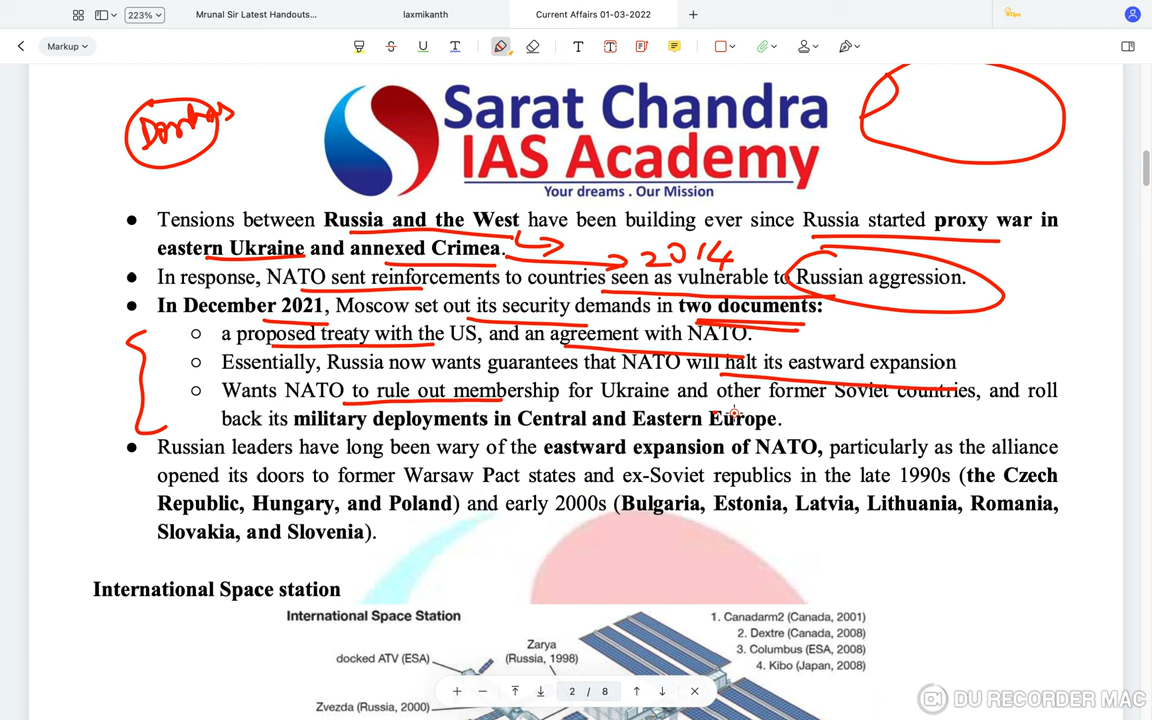 223%
Mrunal Sir Latest Handouts...
laxmikanth
Current Affairs 01-03-2022
Markup
Sarat Chandra
IAS Academy
Your dreams . Our Mission
● Tensions between Russia and the West have been building ever since Russia started proxy war in
eastern Ukraine and annexed Crimea.
2014
● In response, NATO sent reinforcements to countries seen as vulnerable to Russian aggression.
● In December 2021, Moscow set out its security demands in two documents:
○ a proposed treaty with the US, and an agreement with NATO.
○ Essentially, Russia now wants guarantees that NATO will halt its eastward expansion
○ Wants NATO to rule out membership for Ukraine and other former Soviet countries, and roll
back its military deployments in Central and Eastern Europe.
● Russian leaders have long been wary of the eastward expansion of NATO, particularly as the alliance
opened its doors to former Warsaw Pact states and ex-Soviet republics in the late 1990s (the Czech
Republic, Hungary, and Poland) and early 2000s (Bulgaria, Estonia, Latvia, Lithuania, Romania,
Slovakia, and Slovenia).
International Space station
International Space Station
1. Canadarm2 (Canada, 2001)
2. Dextre (Canada, 2008)
3. Columbus (ESA, 2008)
4. Kibo (Japan, 2008)
Zarya
(Russia, 1998)
docked ATV (ESA)
Zvezda (Russia, 2000)
2 / 8
DU RECORDER MAC